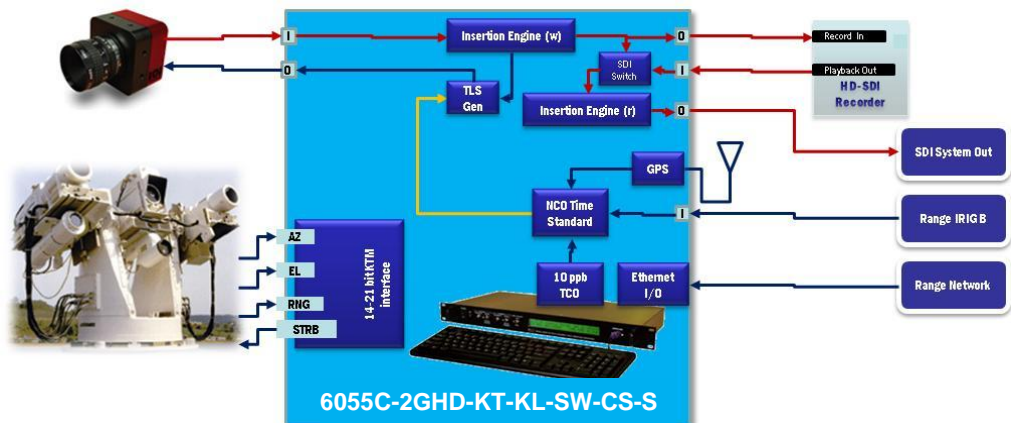 I
Insertion Engine (w)
O
Record In
O
TLS
Gen
SDI
Switch
I
Playback Out
HD-SDI
Recorder
Insertion Engine (r)
O
SDI System Out
GPS
NCO Time
Standard
I
Range IRIG B
AZ
EL
RNG
STRB
14-21 bitKTM
interface
10 ppb
TCO
Ethernet
I/O
Range Network
6055C-2GHD-KT-KL-SW-CS-S